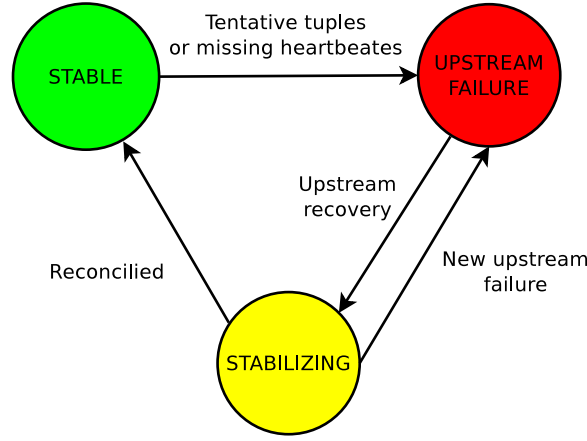 Tentative tuples
or missing heartbeates
STABLE
UPSTREAM
FAILURE
Upstream
recovery
New upstream
failure
Reconcilied
STABILIZING